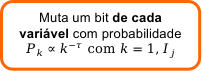 Muta um bit de cada
variável com probabilidade
P_k ∝ k^{-τ} com k = 1, I_j